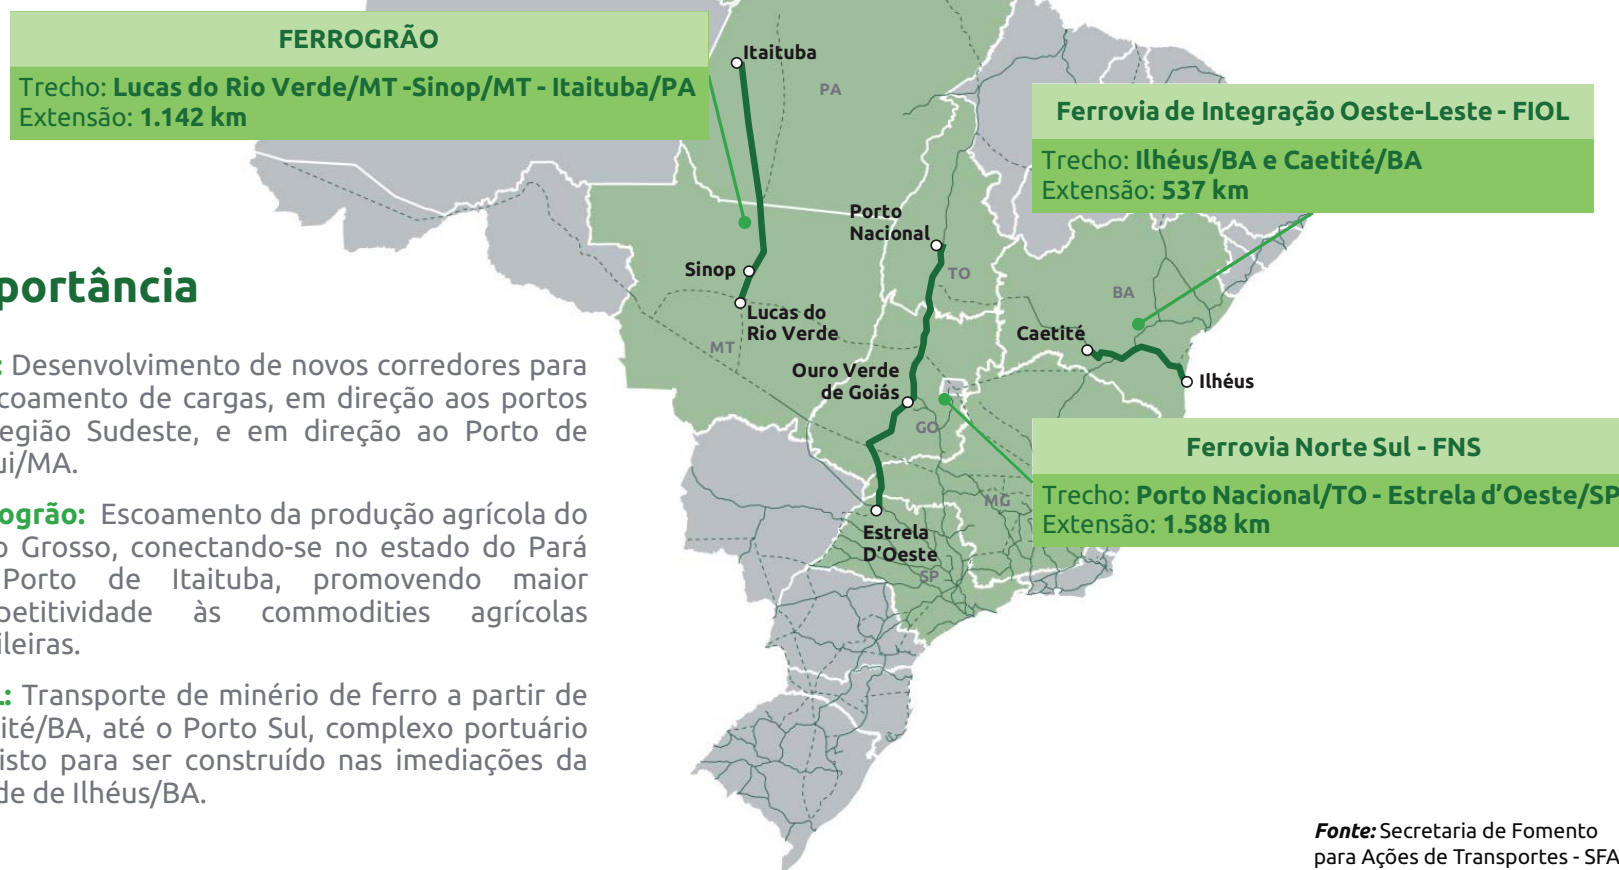 FERROGRÃO
Trecho: Lucas do Rio Verde/MT -Sinop/MT - Itaituba/PA
Extensão: 1.142 km
Itaituba
PA
Ferrovia de Integração Oeste-Leste - FIOL
Trecho: Ilhéus/BA e Caetité/BA
Extensão: 537 km
Porto
Nacional
TO
Sinop
Lucas do
Rio Verde
MT
BA
Caetité
Ilhéus
Ouro Verde
de Goiás
GO
Ferrovia Norte Sul - FNS
Trecho: Porto Nacional/TO - Estrela d’Oeste/SP
Extensão: 1.588 km
MG
Estrela
D’Oeste
SP
portância
: Desenvolvimento de novos corredores para
coamento de cargas, em direção aos portos
egião Sudeste, e em direção ao Porto de
ui/MA.
ogrão: Escoamento da produção agrícola do
o Grosso, conectando-se no estado do Pará
Porto de Itaituba, promovendo maior
petitividade às commodities agrícolas
ileiras.
L: Transporte de minério de ferro a partir de
ité/BA, até o Porto Sul, complexo portuário
isto para ser construído nas imediações da
de de Ilhéus/BA.
Fonte: Secretaria de Fomento
para Ações de Transportes - SFA